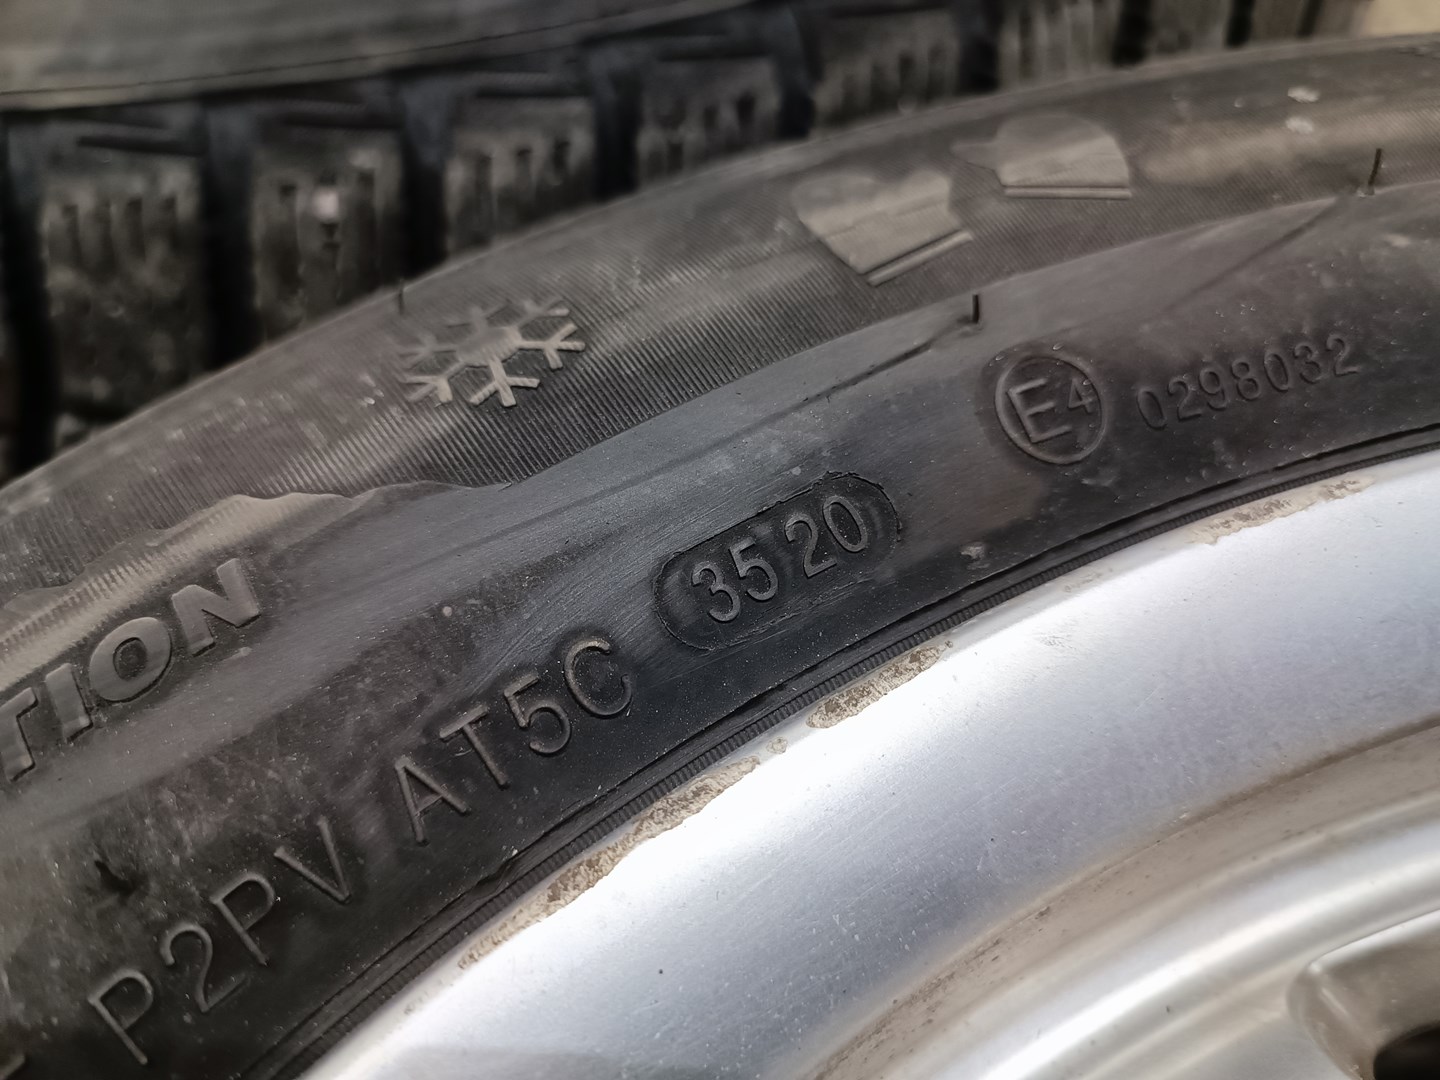 TION
P2PV AT5C 3520
E4 0298032